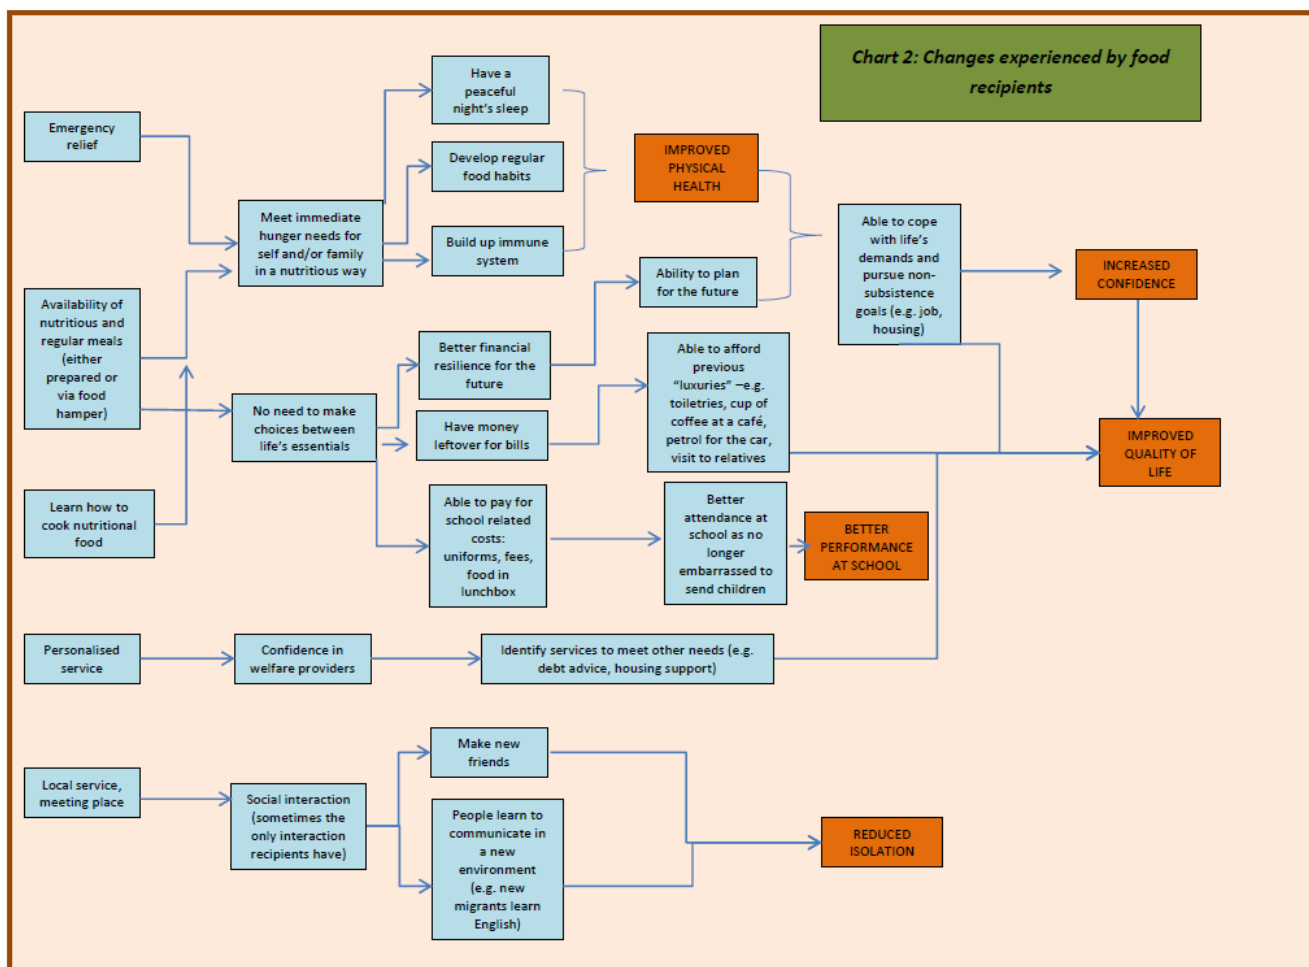 Chart 2: Changes experienced by food
recipients
Emergency
relief
Availability of
nutritious and
regular meals
(either
prepared or
via food
hamper)
Learn how to
cook nutritional
food
Personalised
service
Local service,
meeting place
Meet immediate
hunger needs for
self and/or family
in a nutritious way
No need to make
choices between
life's essentials
Confidence in
welfare providers
Social interaction
(sometimes the
only interaction
recipients have)
Have a
peaceful
night's sleep
Develop regular
food habits
Build up immune
system
Better financial
resilience for the
future
Have money
leftover for bills
Able to pay for
school related
costs:
uniforms, fees,
food in
lunchbox
Identify services to meet other needs (e.g.
debt advice, housing support)
Make new
friends
People learn to
communicate in
a new
environment
(e.g. new
migrants learn
English)
IMPROVED
PHYSICAL
HEALTH
Ability to plan
for the future
Able to afford
previous
"luxuries" –e.g.
toiletries, cup of
coffee at a café,
petrol for the car,
visit to relatives
Better
attendance at
school as no
longer
embarrassed to
send children
Able to cope
with life's
demands and
pursue non-
subsistence
goals (e.g. job,
housing)
BETTER
PERFORMANCE
AT SCHOOL
REDUCED
ISOLATION
INCREASED
CONFIDENCE
IMPROVED
QUALITY OF
LIFE